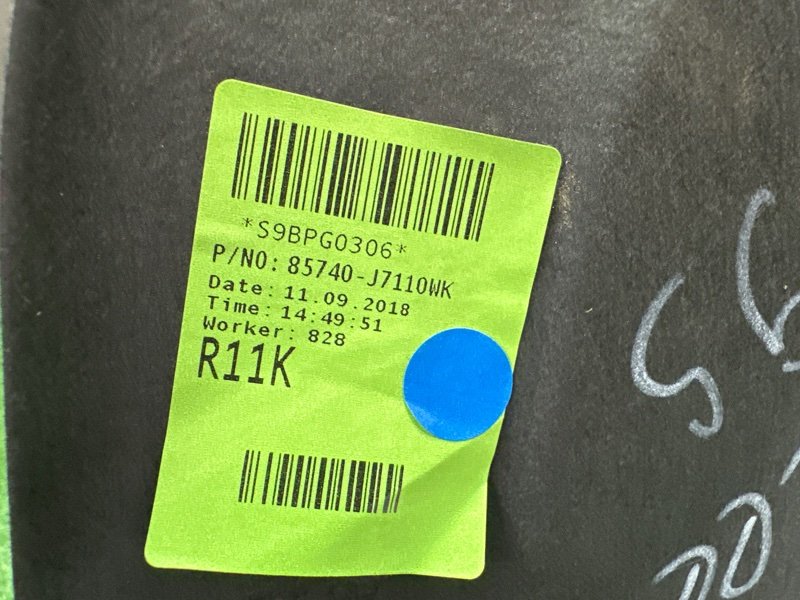 *S9BPG0306*
P/NO: 85740-J7110WK
Date: 11.09.2018
Time: 14:49:51
Worker: 828
R11K